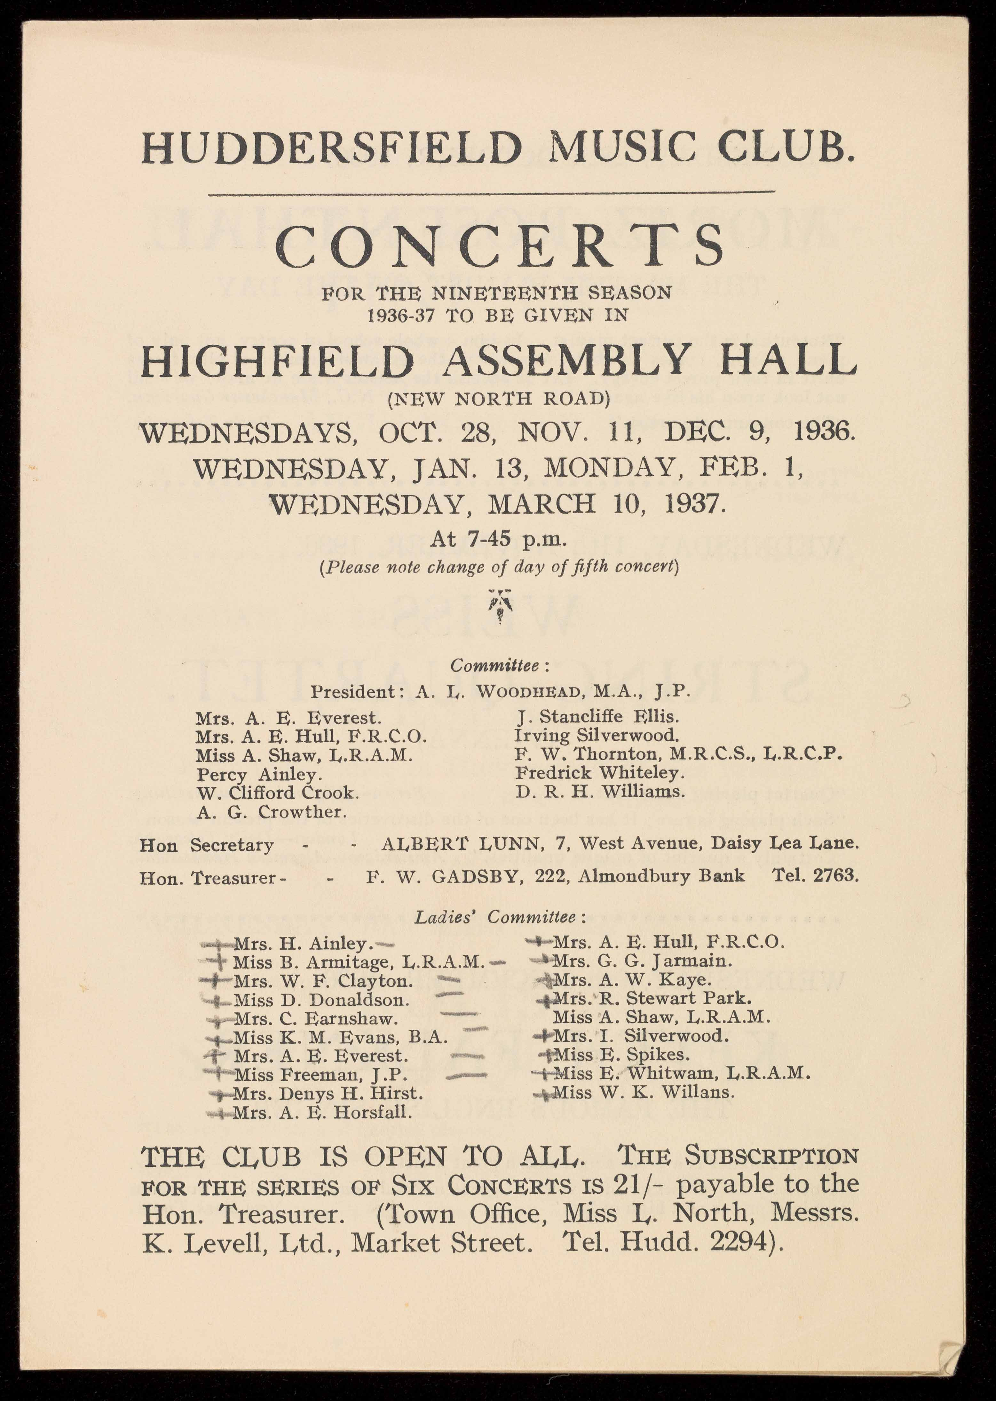 HUDDERSFIELD MUSIC CLUB.
CONCERTS
FOR THE NINETEENTH SEASON
1936-37 TO BE GIVEN IN
HIGHFIELD ASSEMBLY HALL
(NEW NORTH ROAD)
WEDNESDAYS, OCT. 28, NOV. 11, DEC. 9, 1936.
WEDNESDAY, JAN. 13, MONDAY, FEB. 1,
WEDNESDAY, MARCH 10, 1937.
At 7-45 p.m.
(Please note change of day of fifth concert)
Committee :
President : A. L. WOODHEAD, M.A., J.P.
Mrs. A. E. Everest.
Mrs. A. E. Hull, F.R.C.O.
Miss A. Shaw, L.R.A.M.
Percy Ainley.
W. Clifford Crook.
A. G. Crowther.
J. Stancliffe Ellis.
Irving Silverwood.
F. W. Thornton, M.R.C.S., L.R.C.P.
Fredrick Whiteley.
D. R. H. Williams.
Hon Secretary - - ALBERT LUNN, 7, West Avenue, Daisy Lea Lane.
Hon. Treasurer - - F. W. GADSBY, 222, Almondbury Bank Tel. 2763.
Ladies' Committee :
Mrs. H. Ainley.
Miss B. Armitage, L.R.A.M.
Mrs. W. F. Clayton.
Miss D. Donaldson.
Mrs. C. Earnshaw.
Miss K. M. Evans, B.A.
Mrs. A. E. Everest.
Miss Freeman, J.P.
Mrs. Denys H. Hirst.
Mrs. A. E. Horsfall.
Mrs. A. E. Hull, F.R.C.O.
Mrs. G. G. Jarmain.
Mrs. A. W. Kaye.
Mrs. R. Stewart Park.
Miss A. Shaw, L.R.A.M.
Mrs. I. Silverwood.
Miss E. Spikes.
Miss E. Whitwam, L.R.A.M.
Miss W. K. Willans.
THE CLUB IS OPEN TO ALL. THE SUBSCRIPTION
FOR THE SERIES OF SIX CONCERTS IS 21/- payable to the
Hon. Treasurer. (Town Office, Miss L. North, Messrs.
K. Levell, Ltd., Market Street. Tel. Hudd. 2294).